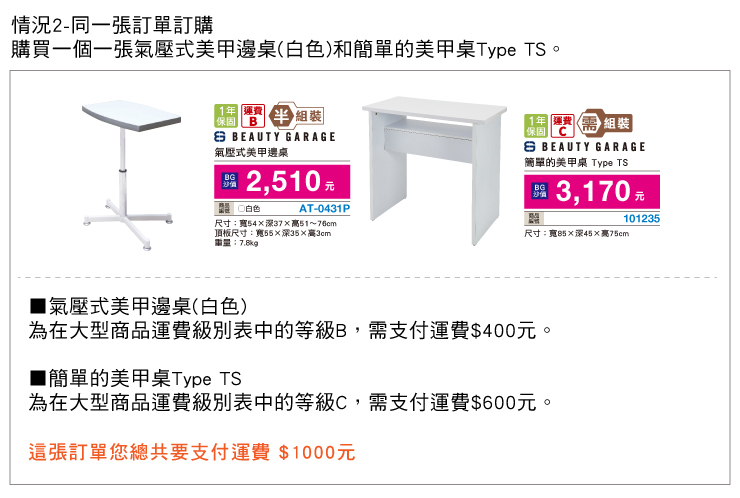 情況2-同一張訂單訂購
購買一個一張氣壓式美甲邊桌(白色)和簡單的美甲桌Type TS。
1年保固 運費B 半組裝
BEAUTY GARAGE
氣壓式美甲邊桌
BG沙價 2,510元
商品編號 ○白色 AT-0431P
尺寸：寬54×深37×高51～76cm
頂板尺寸：寬55×深35×高3cm
重量：7.8kg
1年保固 運費C 需組裝
BEAUTY GARAGE
簡單的美甲桌 Type TS
BG沙價 3,170元
商品編號 101235
尺寸：寬85×深45×高75cm
■氣壓式美甲邊桌(白色)
為在大型商品運費級別表中的等級B，需支付運費$400元。
■簡單的美甲桌Type TS
為在大型商品運費級別表中的等級C，需支付運費$600元。
這張訂單您總共要支付運費 $1000元